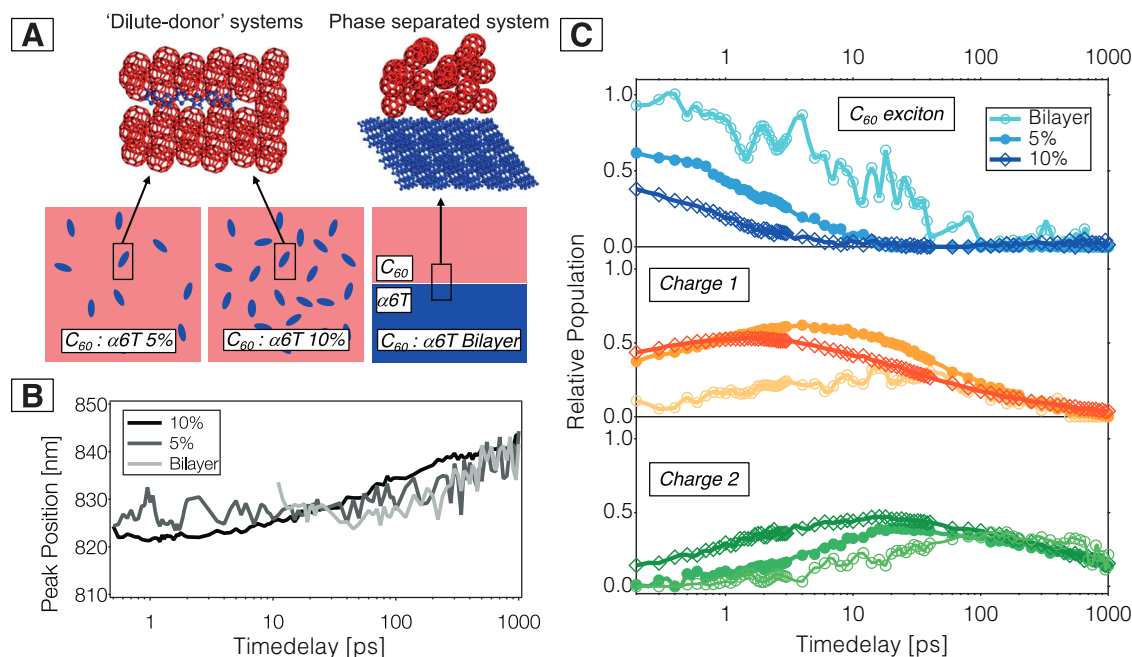 A
'Dilute-donor' systems
Phase separated system
C60
α6T
C60 : α6T 5%
C60 : α6T 10%
C60 : α6T Bilayer
B
850
840
830
820
810
Peak Position [nm]
10%
5%
Bilayer
1
10
100
1000
Timedelay [ps]
C
1
10
100
1000
1.0
0.5
0.0
C60 exciton
Bilayer
5%
10%
1.0
0.5
0.0
Charge 1
Relative Population
1.0
0.5
0.0
Charge 2
1
10
100
1000
Timedelay [ps]